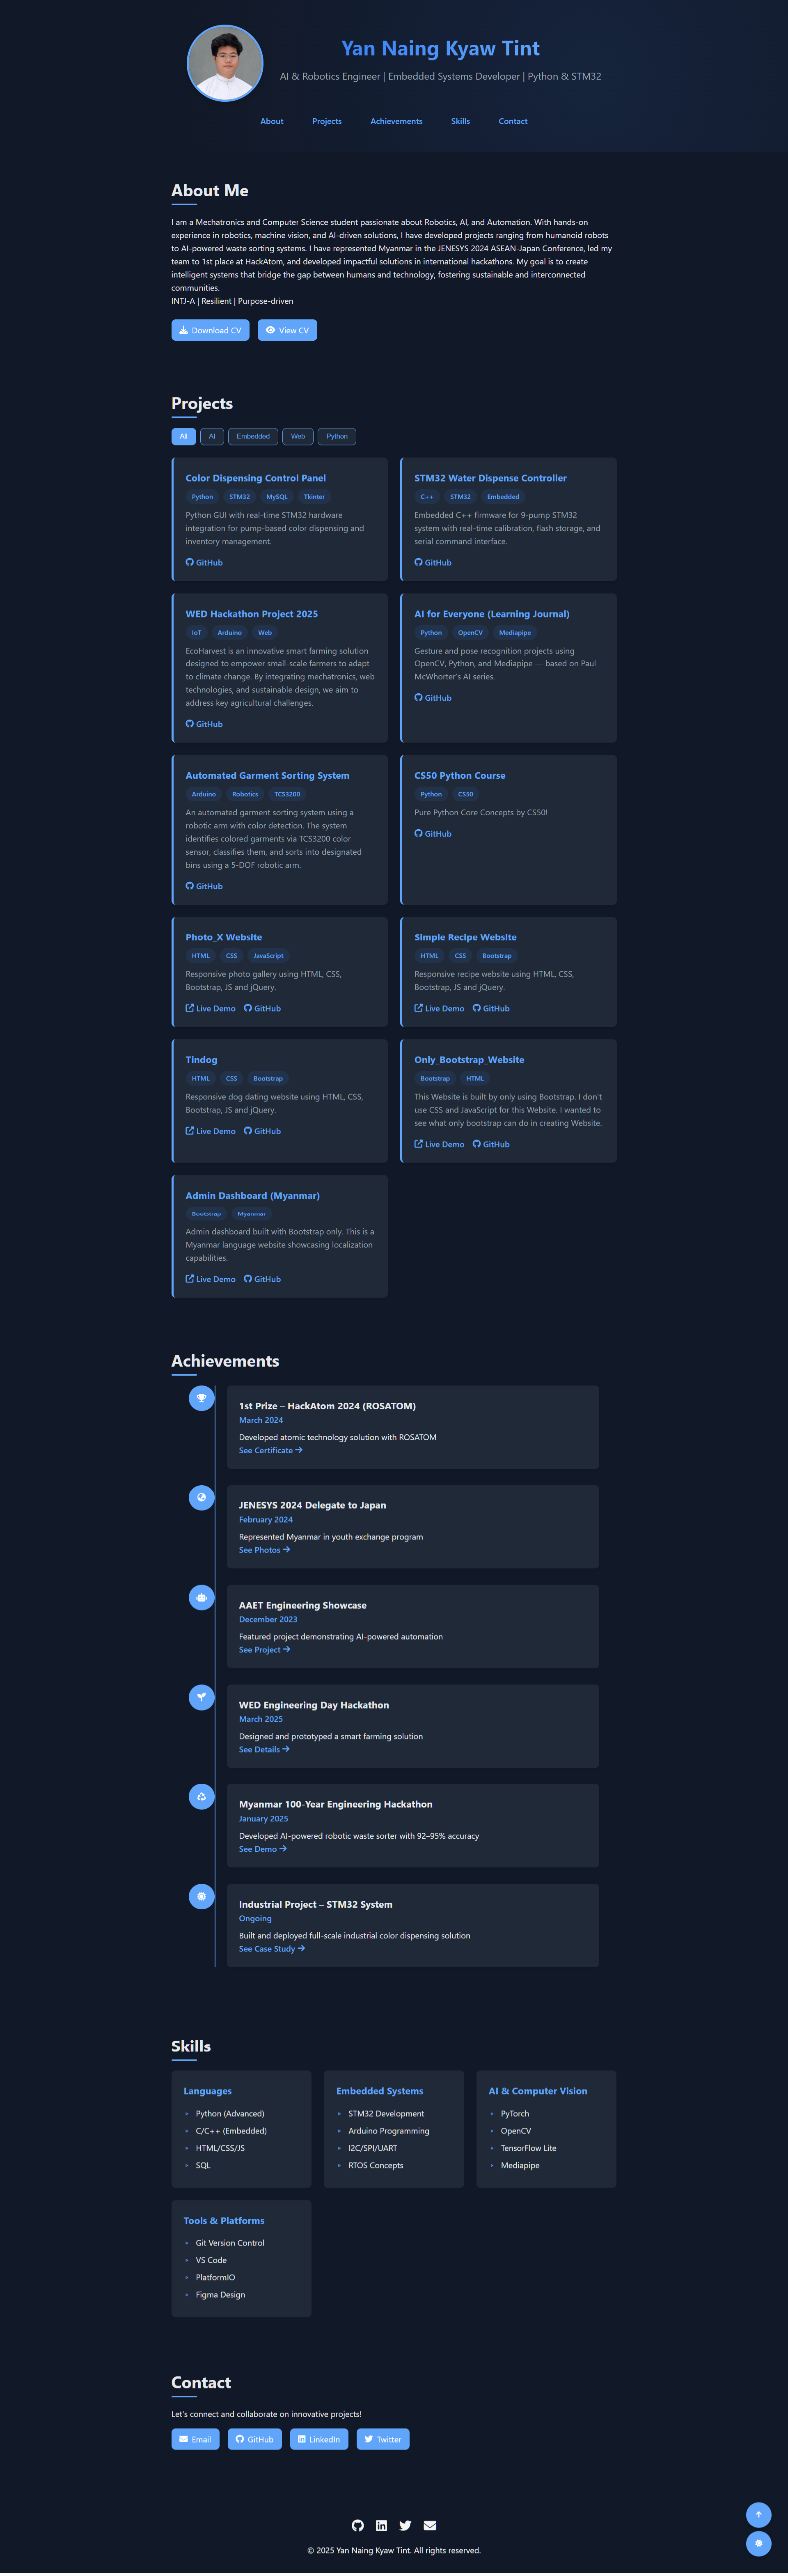 Yan Naing Kyaw Tint
AI & Robotics Engineer | Embedded Systems Developer | Python & STM32
About Projects Achievements Skills Contact
About Me
I am a Mechatronics and Computer Science student passionate about Robotics, AI, and Automation. With hands-on
experience in robotics, machine vision, and AI-driven solutions, I have developed projects ranging from humanoid robots
to AI-powered waste sorting systems. I have represented Myanmar in the JENESYS 2024 ASEAN-Japan Conference, led my
team to 1st place at HackAtom, and developed impactful solutions in international hackathons. My goal is to create
intelligent systems that bridge the gap between humans and technology, fostering sustainable and interconnected
communities.
INTJ-A | Resilient | Purpose-driven
Download CV View CV
Projects
All AI Embedded Web Python
Color Dispensing Control Panel
Python STM32 MySQL Tkinter
Python GUI with real-time STM32 hardware
integration for pump-based color dispensing and
inventory management.
GitHub
STM32 Water Dispense Controller
C++ STM32 Embedded
Embedded C++ firmware for 9-pump STM32
system with real-time calibration, flash storage, and
serial command interface.
GitHub
WED Hackathon Project 2025
IoT Arduino Web
EcoHarvest is an innovative smart farming solution
designed to empower small-scale farmers to adapt
to climate change. By integrating mechatronics, web
technologies, and sustainable design, we aim to
address key agricultural challenges.
GitHub
AI for Everyone (Learning Journal)
Python OpenCV Mediapipe
Gesture and pose recognition projects using
OpenCV, Python, and Mediapipe — based on Paul
McWhorter's AI series.
GitHub
Automated Garment Sorting System
Arduino Robotics TCS3200
An automated garment sorting system using a
robotic arm with color detection. The system
identifies colored garments via TCS3200 color
sensor, classifies them, and sorts into designated
bins using a 5-DOF robotic arm.
GitHub
CS50 Python Course
Python CS50
Pure Python Core Concepts by CS50!
GitHub
Photo_X Website
HTML CSS JavaScript
Responsive photo gallery using HTML, CSS,
Bootstrap, JS and jQuery.
Live Demo GitHub
Simple Recipe Website
HTML CSS Bootstrap
Responsive recipe website using HTML, CSS,
Bootstrap, JS and jQuery.
Live Demo GitHub
Tindog
HTML CSS Bootstrap
Responsive dog dating website using HTML, CSS,
Bootstrap, JS and jQuery.
Live Demo GitHub
Only_Bootstrap_Website
Bootstrap HTML
This Website is built by only using Bootstrap. I don't
use CSS and JavaScript for this Website. I wanted to
see what only bootstrap can do in creating Website.
Live Demo GitHub
Admin Dashboard (Myanmar)
Bootstrap Myanmar
Admin dashboard built with Bootstrap only. This is a
Myanmar language website showcasing localization
capabilities.
Live Demo GitHub
Achievements
1st Prize – HackAtom 2024 (ROSATOM)
March 2024
Developed atomic technology solution with ROSATOM
See Certificate →
JENESYS 2024 Delegate to Japan
February 2024
Represented Myanmar in youth exchange program
See Photos →
AAET Engineering Showcase
December 2023
Featured project demonstrating AI-powered automation
See Project →
WED Engineering Day Hackathon
March 2025
Designed and prototyped a smart farming solution
See Details →
Myanmar 100-Year Engineering Hackathon
January 2025
Developed AI-powered robotic waste sorter with 92–95% accuracy
See Demo →
Industrial Project – STM32 System
Ongoing
Built and deployed full-scale industrial color dispensing solution
See Case Study →
Skills
Languages
Python (Advanced)
C/C++ (Embedded)
HTML/CSS/JS
SQL
Embedded Systems
STM32 Development
Arduino Programming
I2C/SPI/UART
RTOS Concepts
AI & Computer Vision
PyTorch
OpenCV
TensorFlow Lite
Mediapipe
Tools & Platforms
Git Version Control
VS Code
PlatformIO
Figma Design
Contact
Let's connect and collaborate on innovative projects!
Email GitHub LinkedIn Twitter
© 2025 Yan Naing Kyaw Tint. All rights reserved.